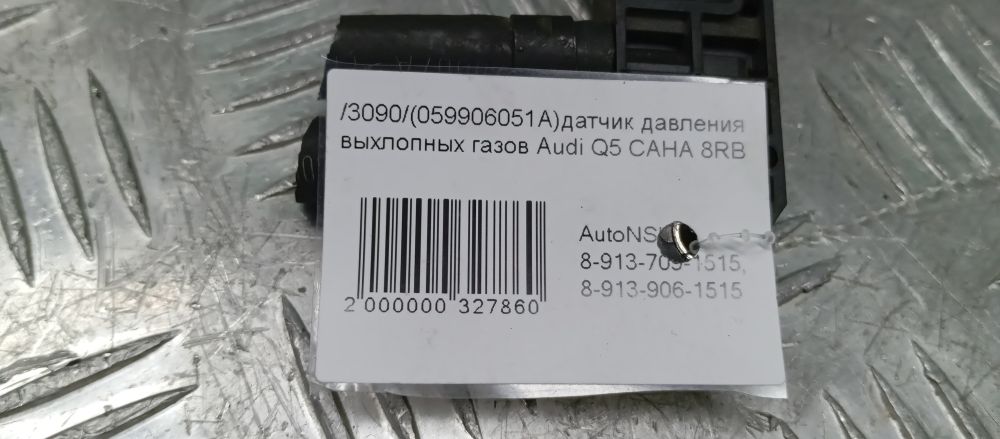 /3090/(059906051A)датчик давления
выхлопных газов Audi Q5 CAHA 8RB
8-913-709-1515,
8-913-906-1515
2 000000 327860